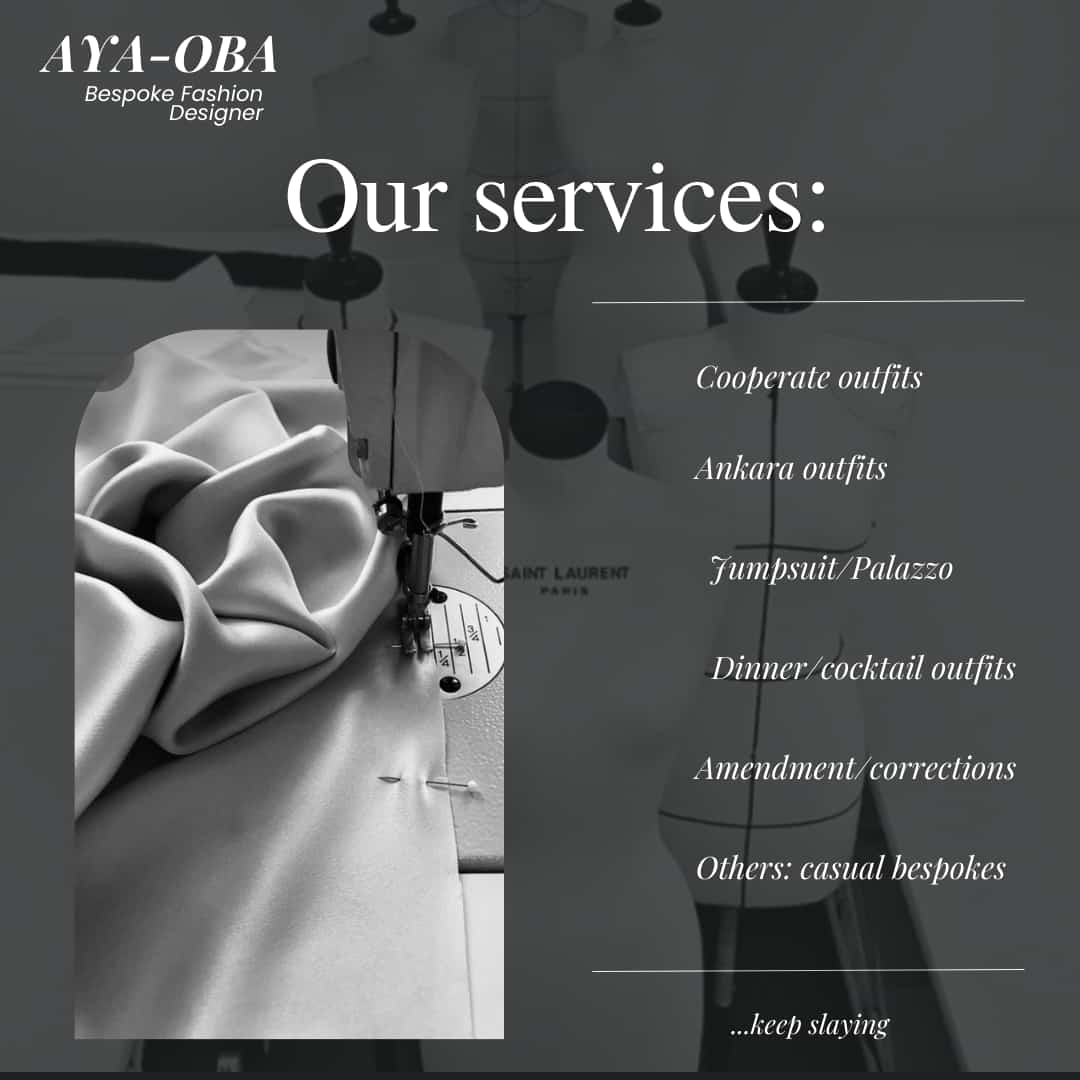 AYA-OBA
Bespoke Fashion
Designer
Our services:
Cooperate outfits
Ankara outfits
Jumpsuit/Palazzo
SAINT LAURENT
PARIS
Dinner/cocktail outfits
Amendment/corrections
Others: casual bespokes
...keep slaying